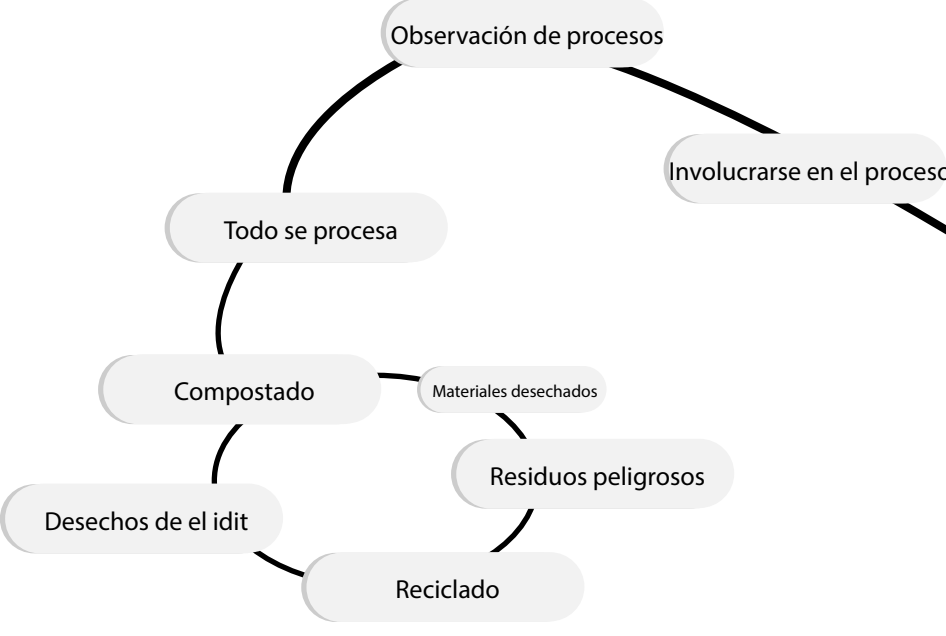 Observación de procesos
Involucrarse en el proceso
Todo se procesa
Compostado
Materiales desechados
Residuos peligrosos
Desechos de el idit
Reciclado